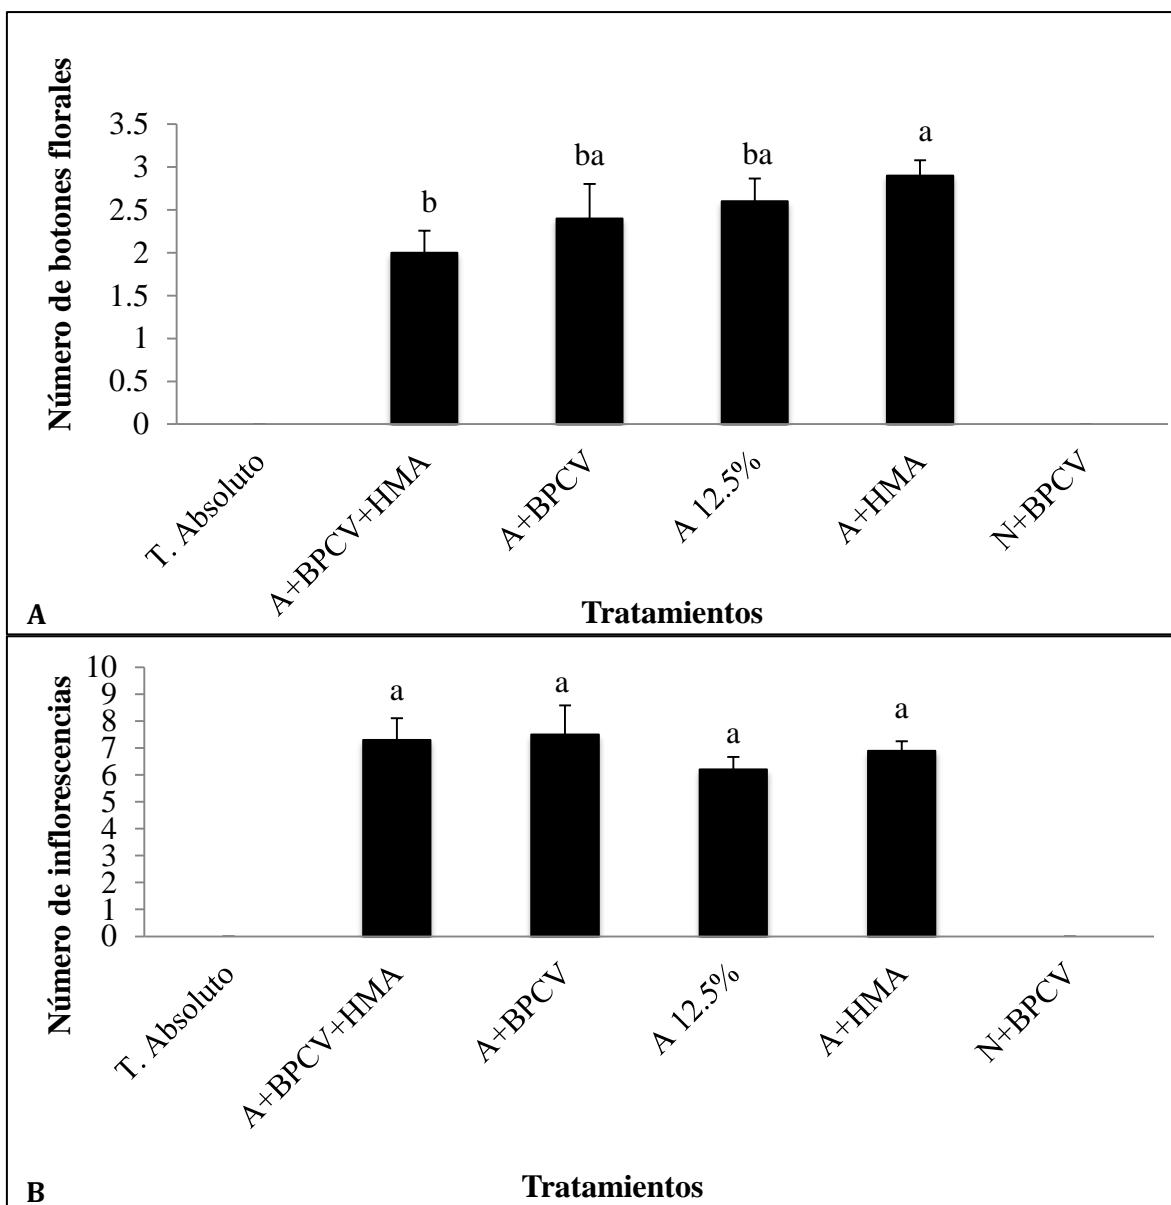 Número de botones florales
3.5
3
2.5
2
1.5
1
0.5
0
b
ba
ba
a
T. Absoluto
A+BPCV+HMA
A+BPCV
A 12.5%
A+HMA
N+BPCV
A
Tratamientos
Número de inflorescencias
10
9
8
7
6
5
4
3
2
1
0
a
a
a
a
T. Absoluto
A+BPCV+HMA
A+BPCV
A 12.5%
A+HMA
N+BPCV
B
Tratamientos